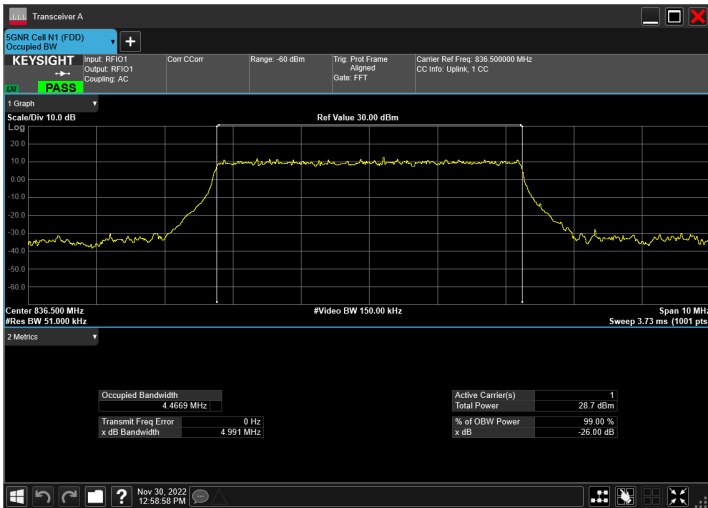 Transceiver A
5GNR Cell N1 (FDD)
Occupied BW
KEYSIGHT
LXI
PASS
Input: RFIO1
Output: RFIO1
Coupling: AC
Corr CCorr
Range: -60 dBm
Trig: Prot Frame
Aligned
Gate: FFT
Carrier Ref Freq: 836.500000 MHz
CC Info: Uplink, 1 CC
1 Graph
Scale/Div 10.0 dB
Ref Value 30.00 dBm
Log
20.0
10.0
0.00
-10.0
-20.0
-30.0
-40.0
-50.0
-60.0
Center 836.500 MHz
#Video BW 150.00 kHz
Span 10 MHz
#Res BW 51.000 kHz
Sweep 3.73 ms (1001 pts
2 Metrics
Occupied Bandwidth
4.4669 MHz
Transmit Freq Error 0 Hz
x dB Bandwidth 4.991 MHz
Active Carrier(s) 1
Total Power 28.7 dBm
% of OBW Power 99.00 %
x dB -26.00 dB
?
Nov 30, 2022
12:58:58 PM